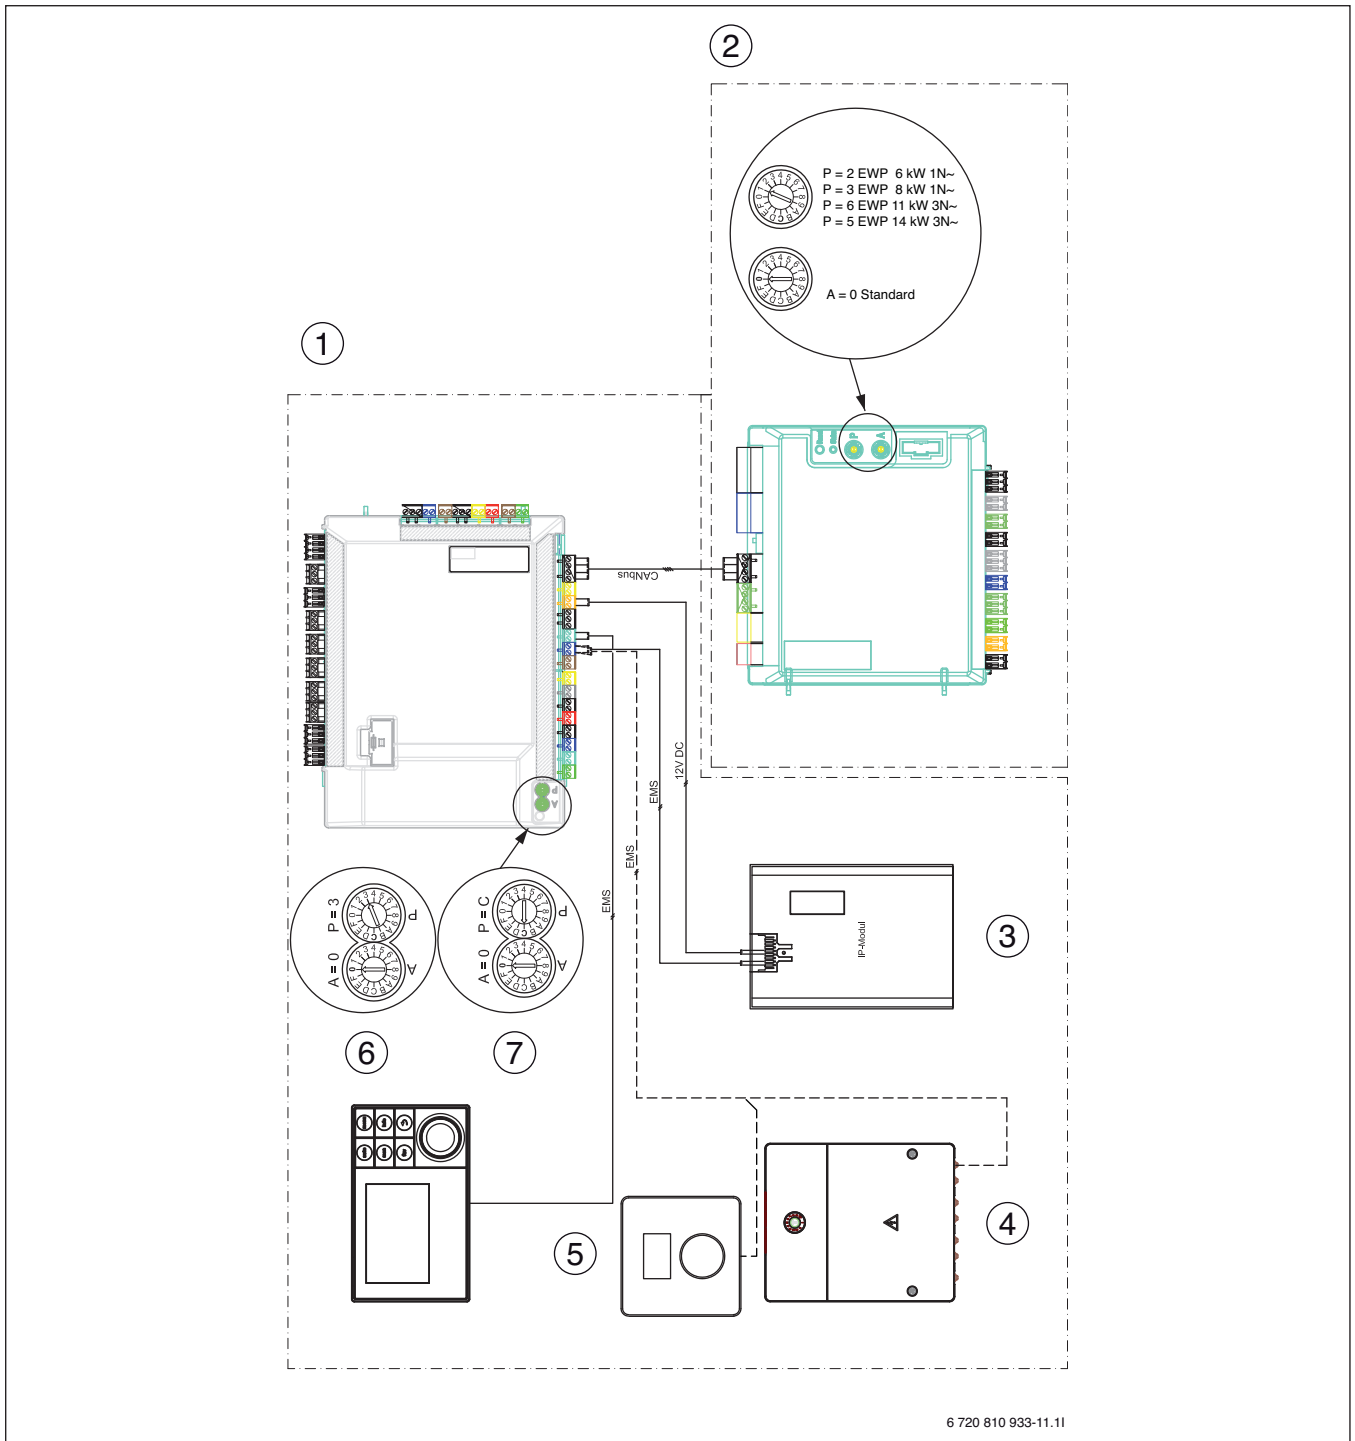 2
P = 2 EWP 6 kW 1N~
P = 3 EWP 8 kW 1N~
P = 6 EWP 11 kW 3N~
P = 5 EWP 14 kW 3N~
A = 0 Standard
1
P
A
CANbus
12V DC
EMS
EMS
EMS
P
A
A = 0 P = 3
P
A
A = 0 P = C
P
A
IP-Modul
3
6
7
4
5
6 720 810 933-11.1I